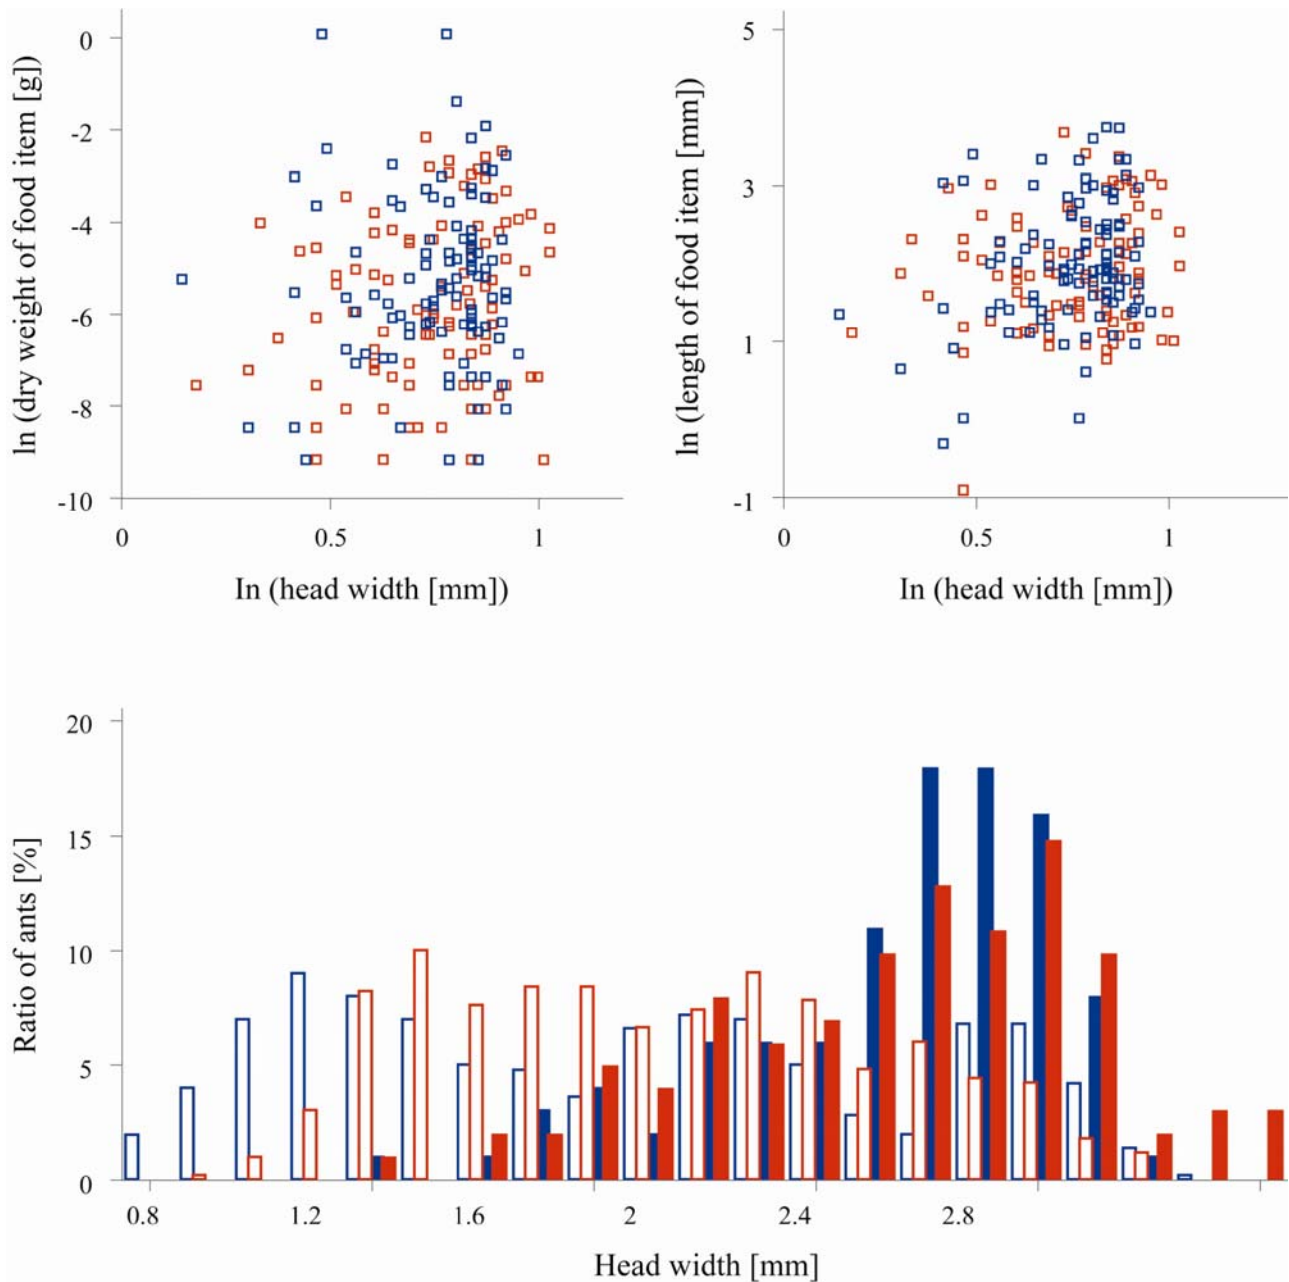 ln (dry weight of food item [g])
0
-2
-4
-6
-8
-10
0 0.5 1
In (head width [mm])
ln (length of food item [mm])
5
3
1
-1
0 0.5 1
In (head width [mm])
Ratio of ants [%]
20
15
10
5
0
0.8 1.2 1.6 2 2.4 2.8
Head width [mm]